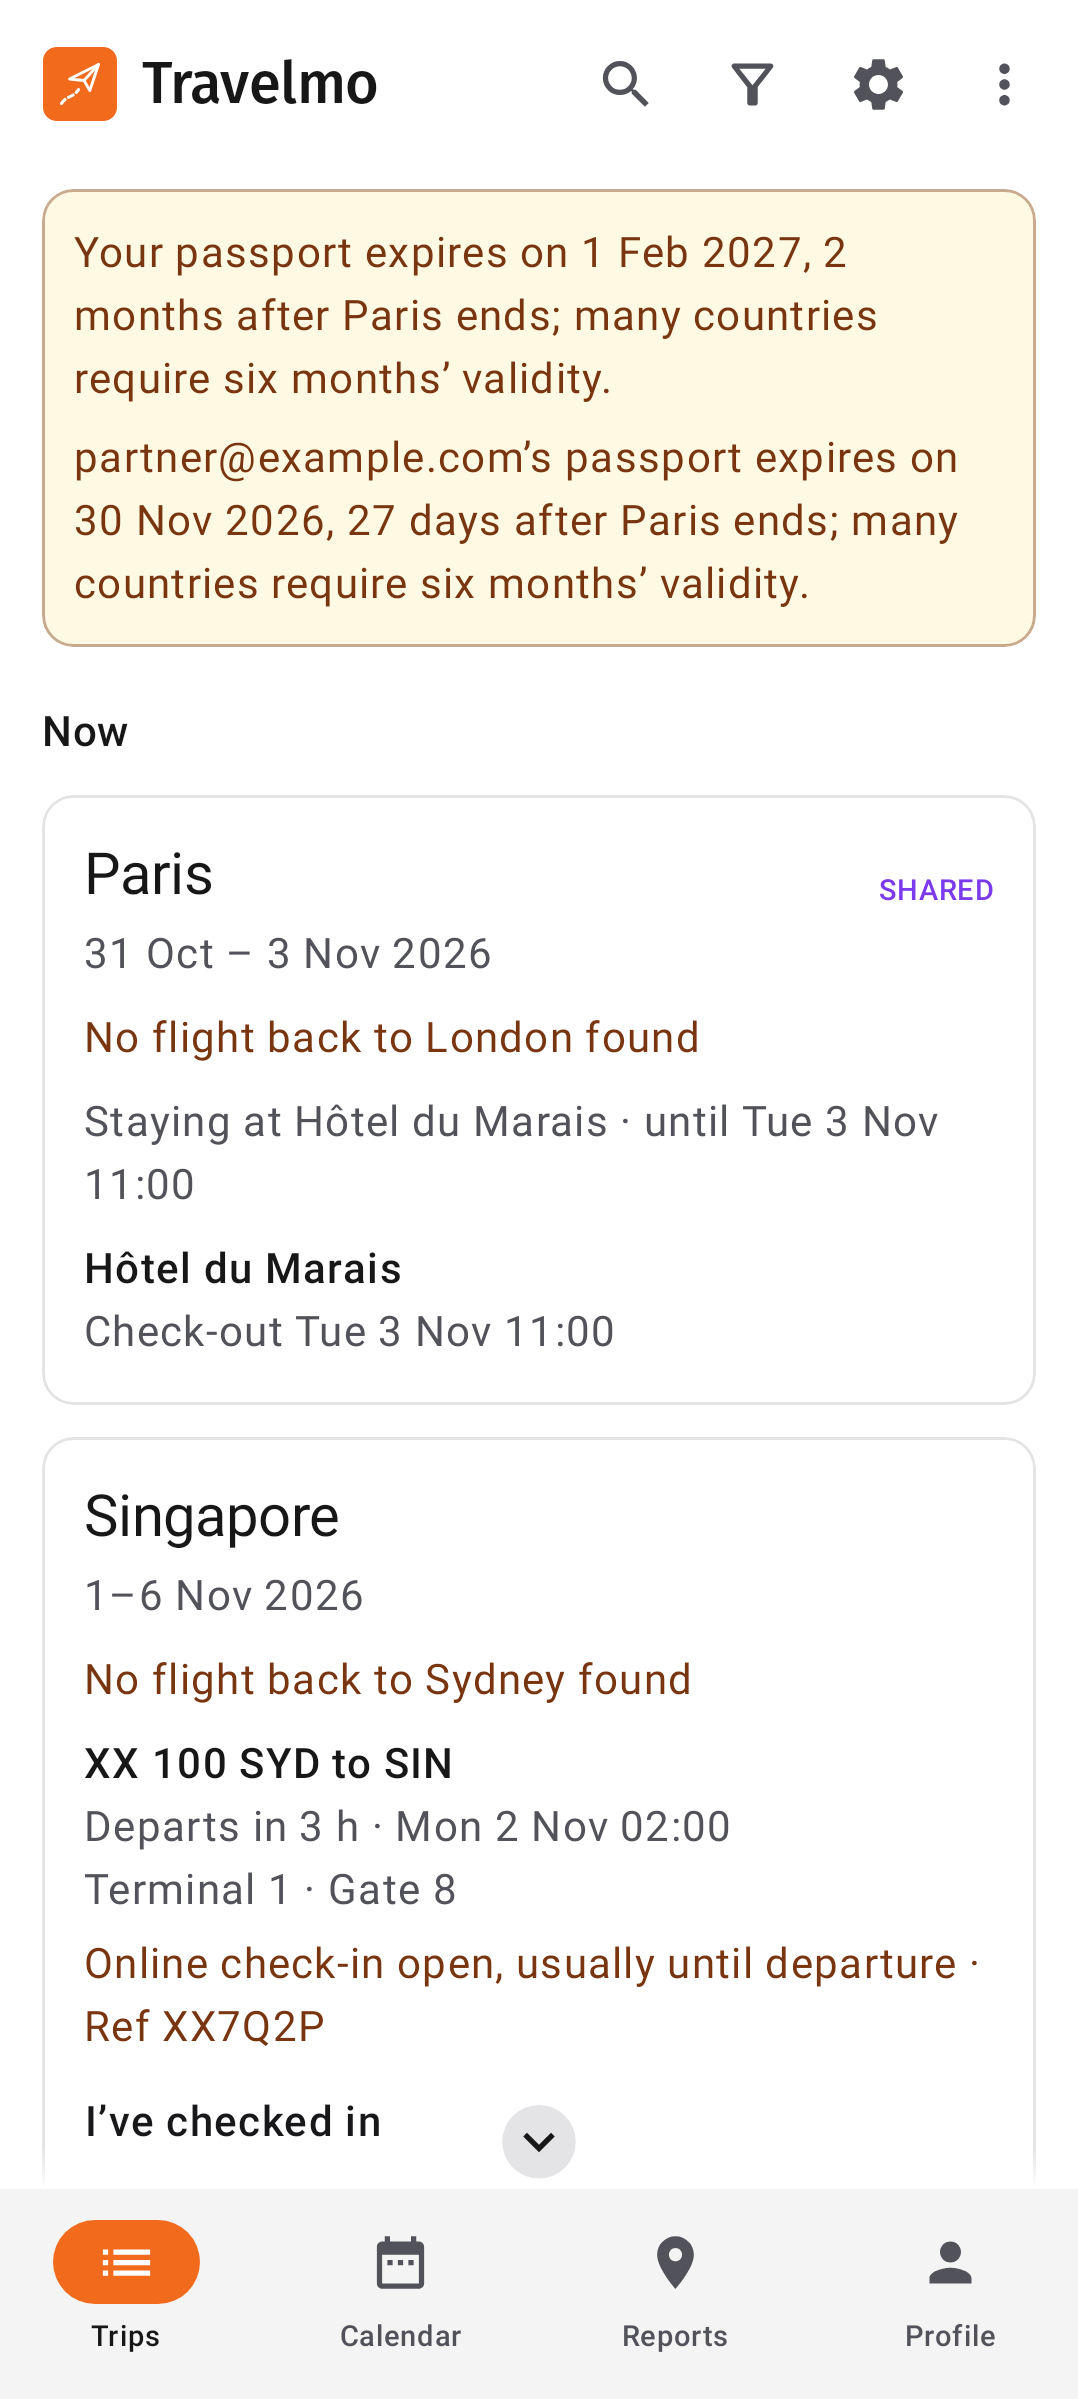 Travelmo
Your passport expires on 1 Feb 2027, 2
months after Paris ends; many countries
require six months’ validity.
partner@example.com’s passport expires on
30 Nov 2026, 27 days after Paris ends; many
countries require six months’ validity.
Now
Paris
SHARED
31 Oct – 3 Nov 2026
No flight back to London found
Staying at Hôtel du Marais · until Tue 3 Nov
11:00
Hôtel du Marais
Check-out Tue 3 Nov 11:00
Singapore
1–6 Nov 2026
No flight back to Sydney found
XX 100 SYD to SIN
Departs in 3 h · Mon 2 Nov 02:00
Terminal 1 · Gate 8
Online check-in open, usually until departure ·
Ref XX7Q2P
I’ve checked in
Trips
Calendar
Reports
Profile